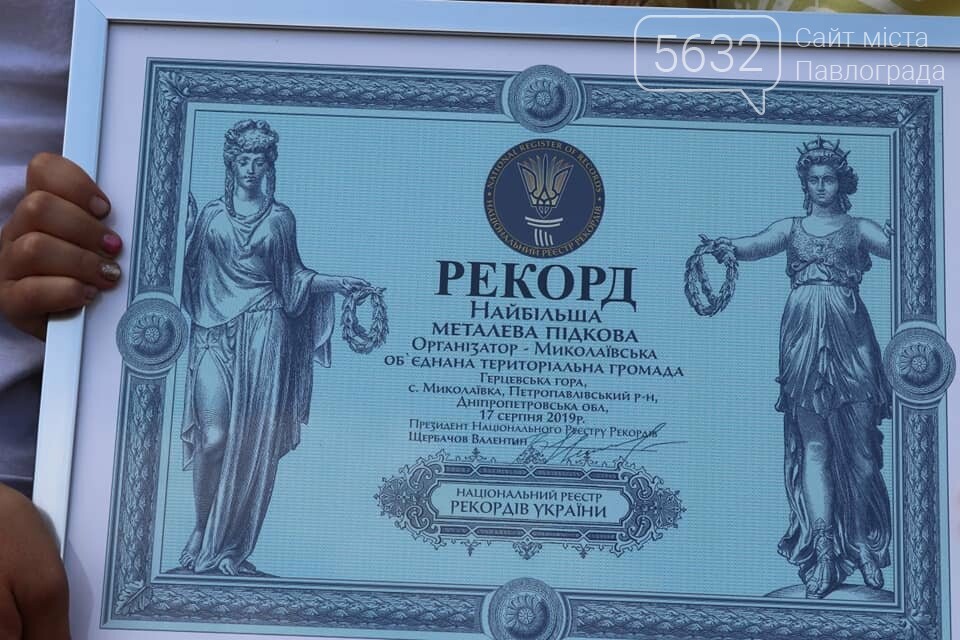 5632
Сайт міста
Павлограда
NATIONAL REGISTER OF RECORDS
НАЦІОНАЛЬНИЙ РЕЄСТР РЕКОРДІВ
РЕКОРД
Найбільша
металева підкова
Організатор - Миколаївська
об`єднана територіальна громада
Герцевська гора,
с. Миколаївка, Петропавлівський р-н,
Дніпропетровська обл,
17 серпня 2019р.
Президент Національного Реєстру Рекордів
Щербачов Валентин
НАЦІОНАЛЬНИЙ РЕЄСТР
РЕКОРДІВ УКРАЇНИ